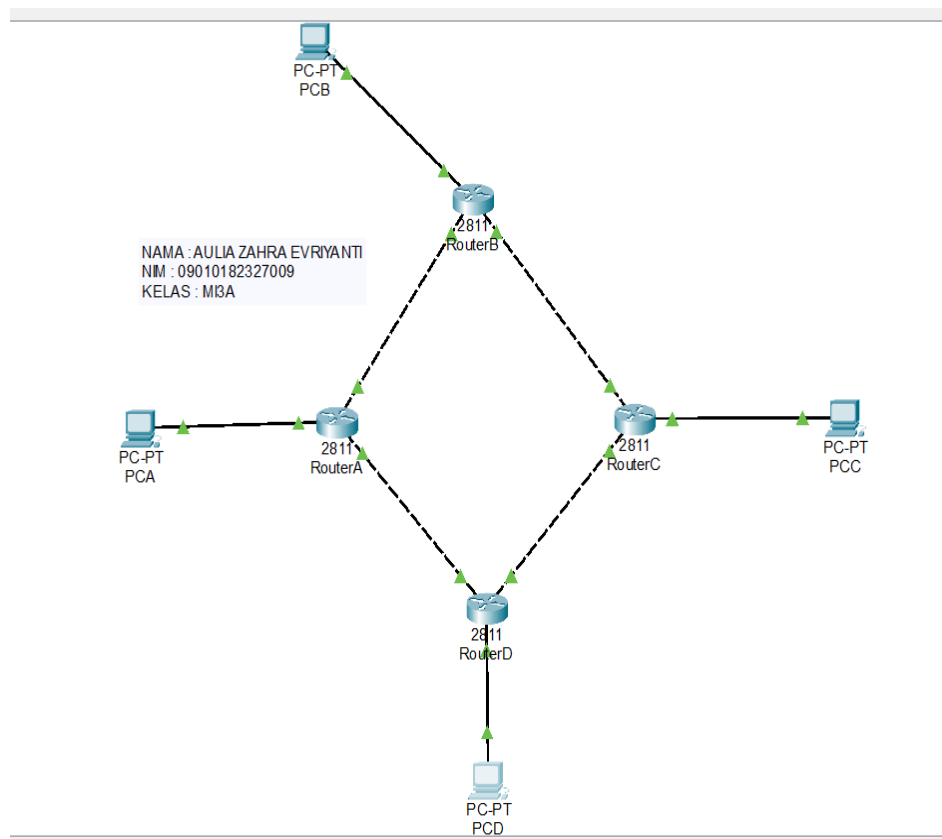 PC-PT
PCB
2811
RouterB
NAMA : AULIA ZAHRA EVRIYANTI
NIM : 09010182327009
KELAS : MI3A
PC-PT
PCA
2811
RouterA
2811
RouterC
PC-PT
PCC
2811
RouterD
PC-PT
PCD